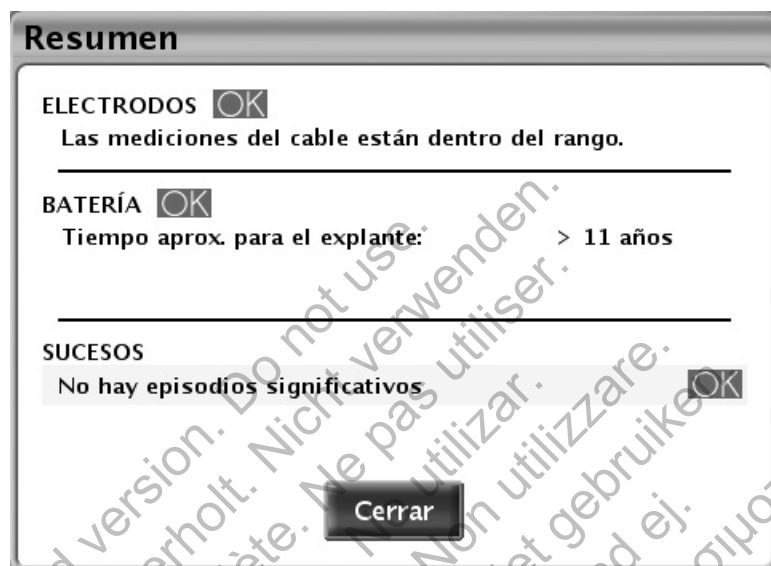 Resumen
ELECTRODOS OK
Las mediciones del cable están dentro del rango.
BATERÍA OK
Tiempo aprox. para el explante: > 11 años
SUCESOS
No hay episodios significativos OK
Cerrar
version. Do not use.
Nicht verwenden.
Ne pas utiliser.
No utilizar.
Non utilizzare.